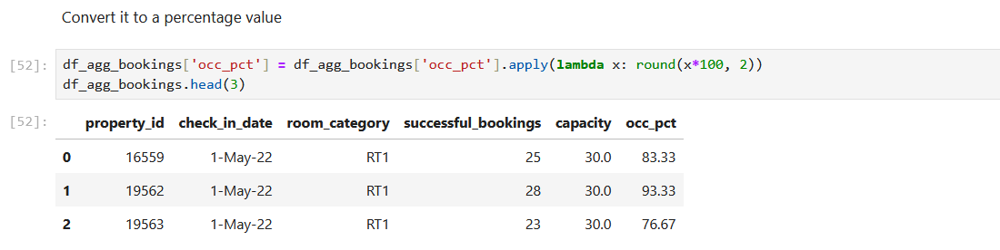 Convert it to a percentage value
[52]: df_agg_bookings['occ_pct'] = df_agg_bookings['occ_pct'].apply(lambda x: round(x*100, 2))
df_agg_bookings.head(3)
[52]: property_id check_in_date room_category successful_bookings capacity occ_pct
0 16559 1-May-22 RT1 25 30.0 83.33
1 19562 1-May-22 RT1 28 30.0 93.33
2 19563 1-May-22 RT1 23 30.0 76.67